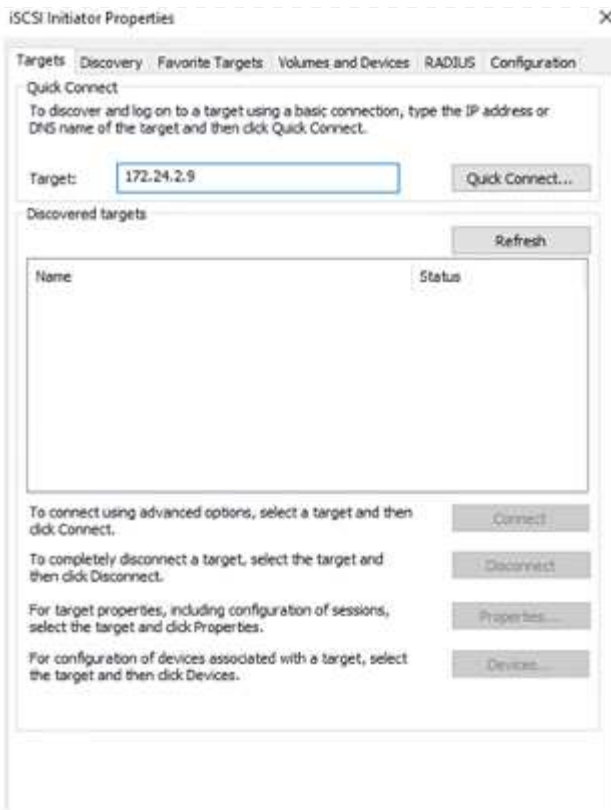 iSCSI Initiator Properties
Targets Discovery Favorite Targets Volumes and Devices RADIUS Configuration
Quick Connect
To discover and log on to a target using a basic connection, type the IP address or
DNS name of the target and then click Quick Connect.
Target: 172.24.2.9 Quick Connect...
Discovered targets
Refresh
Name Status
To connect using advanced options, select a target and then
click Connect.
Connect
To completely disconnect a target, select the target and
then click Disconnect.
Disconnect
For target properties, including configuration of sessions,
select the target and click Properties.
Properties...
For configuration of devices associated with a target, select
the target and then click Devices.
Devices...